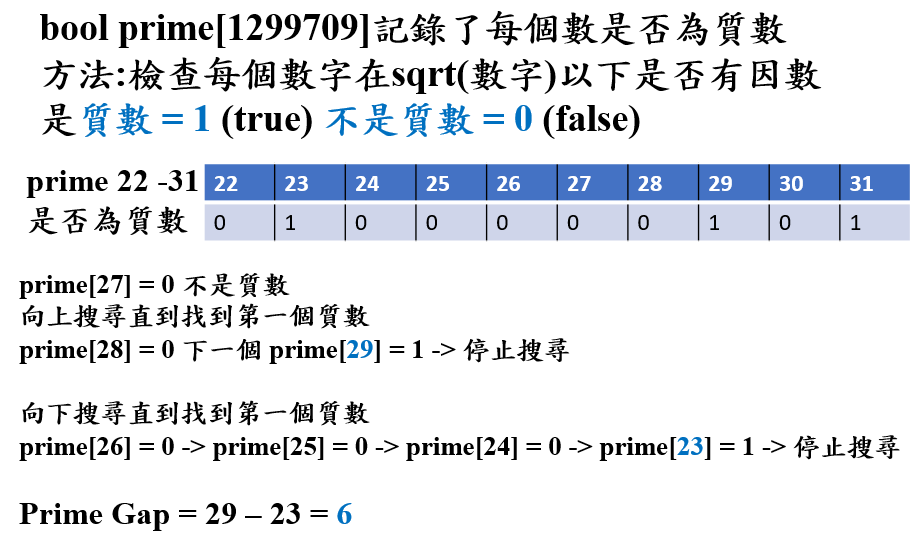 bool prime[1299709]記錄了每個數是否為質數
方法:檢查每個數字在sqrt(數字)以下是否有因數
是質數 = 1 (true) 不是質數 = 0 (false)
prime 22 -31 22 23 24 25 26 27 28 29 30 31
是否為質數 0 1 0 0 0 0 0 1 0 1
prime[27] = 0 不是質數
向上搜尋直到找到第一個質數
prime[28] = 0 下一個 prime[29] = 1 -> 停止搜尋
向下搜尋直到找到第一個質數
prime[26] = 0 -> prime[25] = 0 -> prime[24] = 0 -> prime[23] = 1 -> 停止搜尋
Prime Gap = 29 – 23 = 6